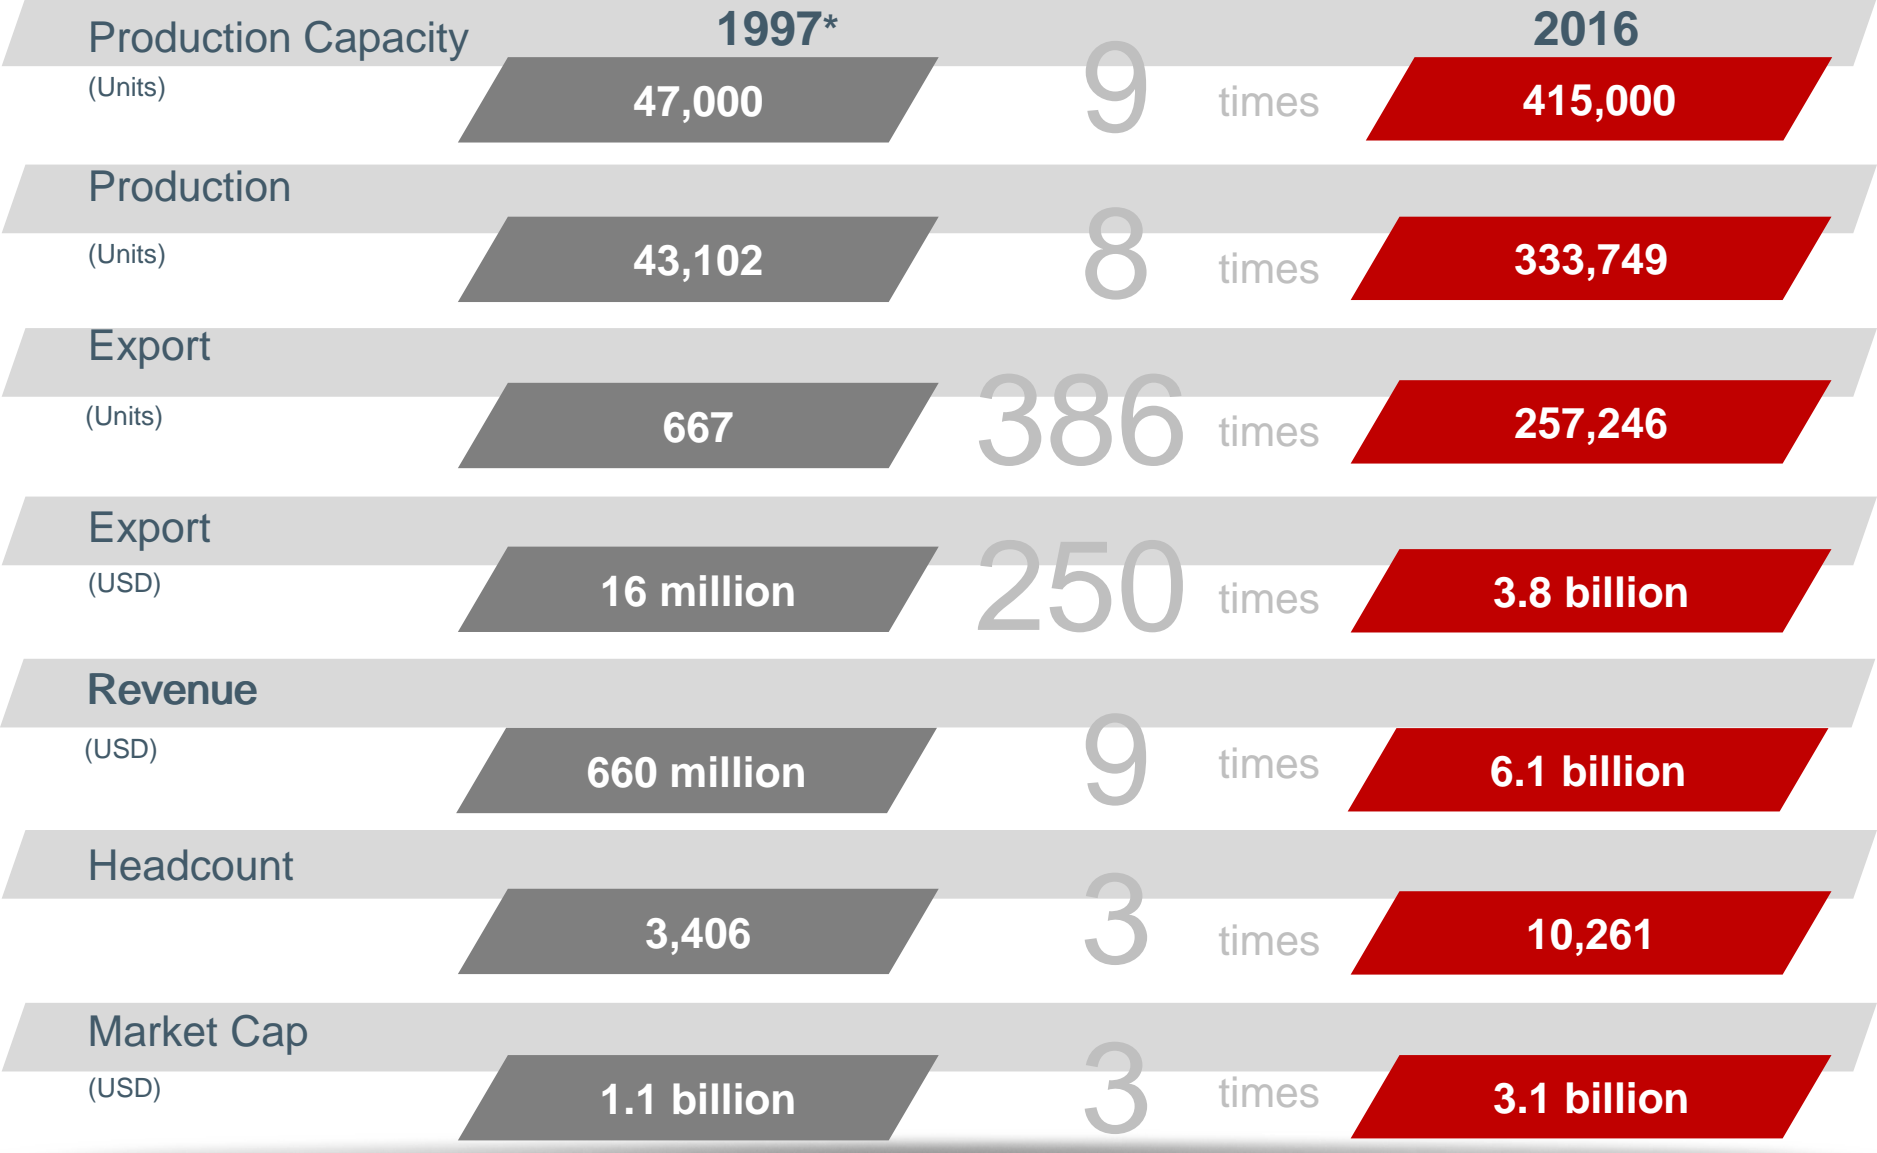 Production Capacity 1997* 2016
(Units) 47,000 9 times 415,000
Production
(Units) 43,102 8 times 333,749
Export
(Units) 667 386 times 257,246
Export
(USD) 16 million 250 times 3.8 billion
Revenue
(USD) 660 million 9 times 6.1 billion
Headcount
3,406 3 times 10,261
Market Cap
(USD) 1.1 billion 3 times 3.1 billion